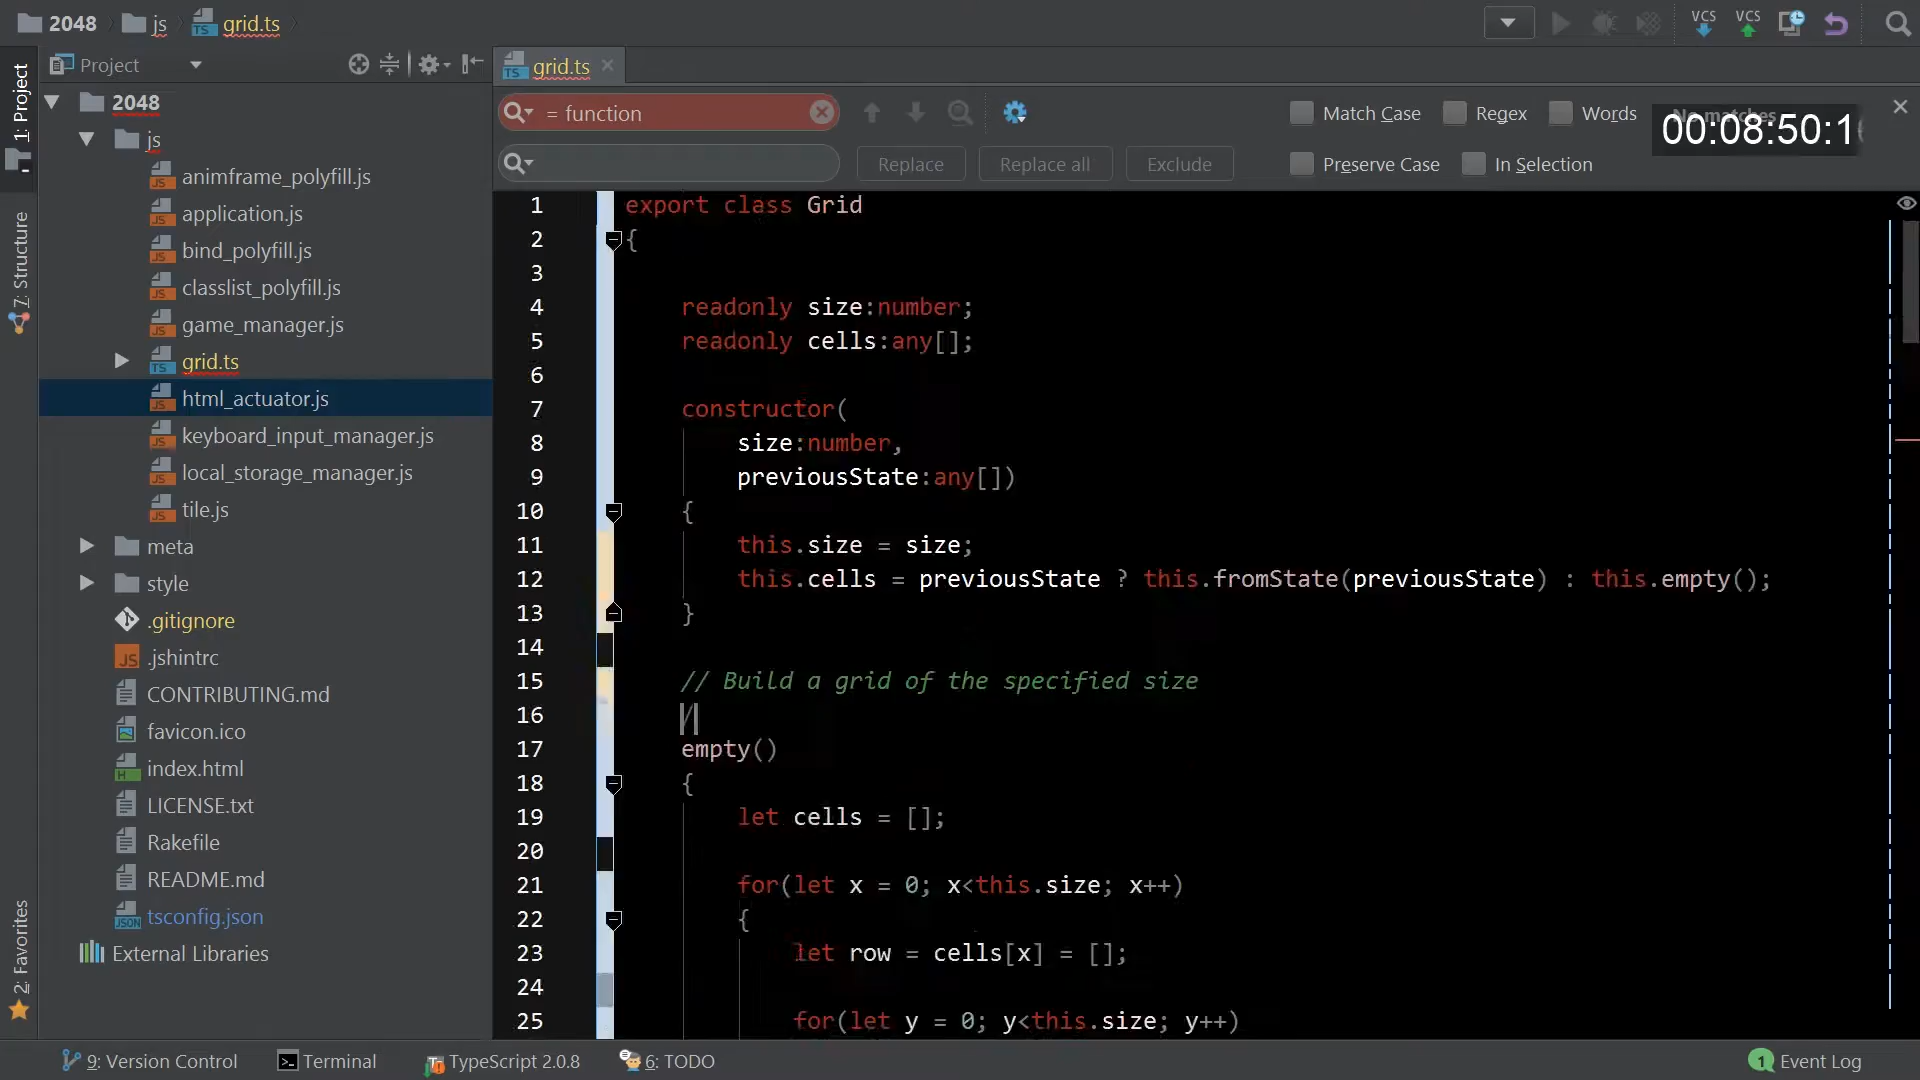 2048 js grid.ts
VCS VCS
Project
grid.ts
1: Project
7: Structure
2: Favorites
2048
js
animframe_polyfill.js
application.js
bind_polyfill.js
classlist_polyfill.js
game_manager.js
grid.ts
html_actuator.js
keyboard_input_manager.js
local_storage_manager.js
tile.js
meta
style
.gitignore
.jshintrc
CONTRIBUTING.md
favicon.ico
index.html
LICENSE.txt
Rakefile
README.md
tsconfig.json
External Libraries
= function
Match Case Regex Words
No matches
00:08:50:1
Replace Replace all Exclude Preserve Case In Selection
1 export class Grid
2 {
3
4 readonly size:number;
5 readonly cells:any[];
6
7 constructor(
8 size:number,
9 previousState:any[])
10 {
11 this.size = size;
12 this.cells = previousState ? this.fromState(previousState) : this.empty();
13 }
14
15 // Build a grid of the specified size
16 /
17 empty()
18 {
19 let cells = [];
20
21 for(let x = 0; x<this.size; x++)
22 {
23 let row = cells[x] = [];
24
25 for(let y = 0; y<this.size; y++)
9: Version Control Terminal TypeScript 2.0.8 6: TODO 1 Event Log